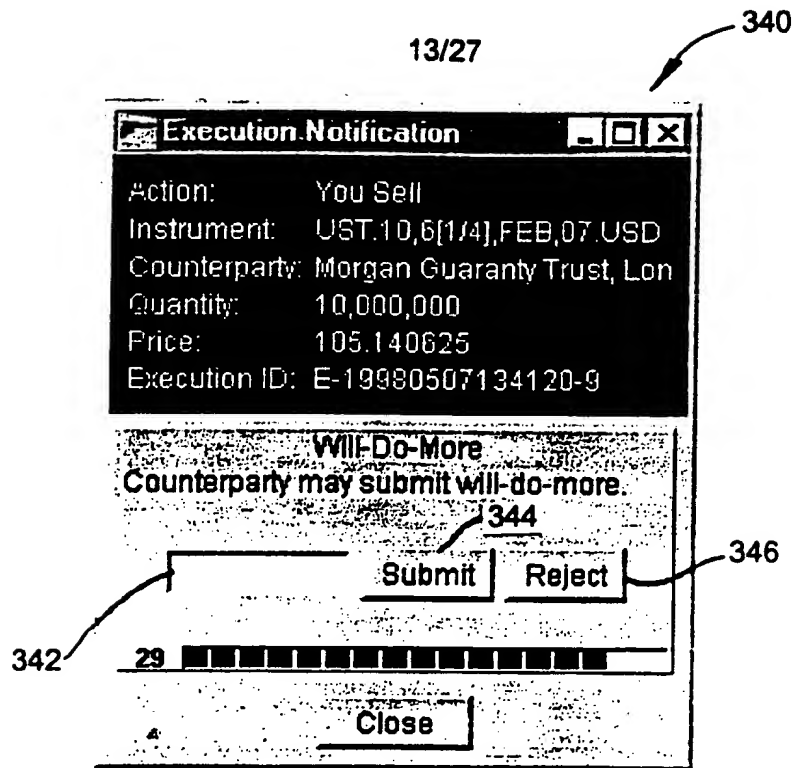 13/27
340
Execution Notification
Action: You Sell
Instrument: UST.10,6[1/4],FEB,07.USD
Counterparty: Morgan Guaranty Trust, Lon
Quantity: 10,000,000
Price: 105.140625
Execution ID: E-19980507134120-9
Will-Do-More
Counterparty may submit will-do-more.
344
Submit Reject
346
342
29
Close